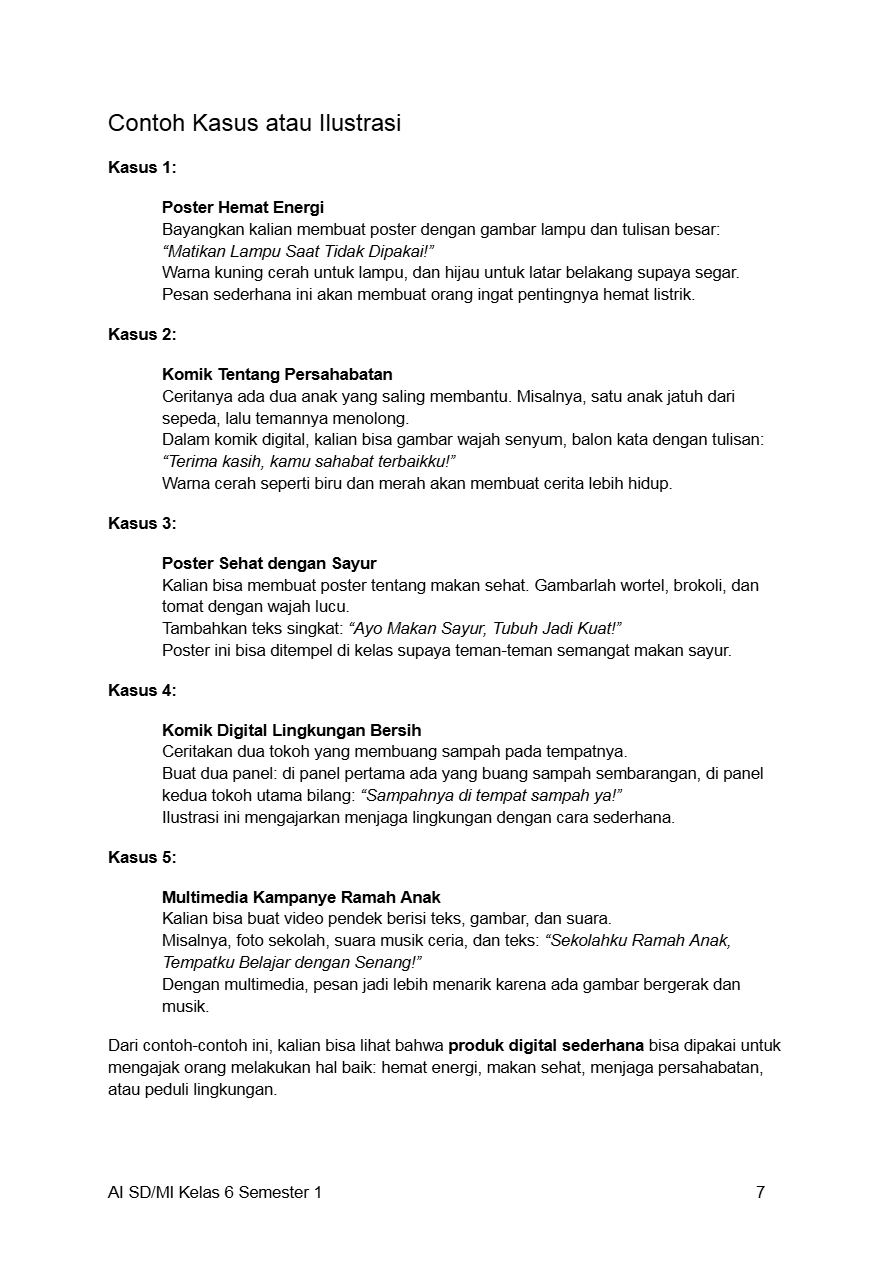 Contoh Kasus atau Ilustrasi
Kasus 1:
Poster Hemat Energi
Bayangkan kalian membuat poster dengan gambar lampu dan tulisan besar:
“Matikan Lampu Saat Tidak Dipakai!”
Warna kuning cerah untuk lampu, dan hijau untuk latar belakang supaya segar.
Pesan sederhana ini akan membuat orang ingat pentingnya hemat listrik.
Kasus 2:
Komik Tentang Persahabatan
Ceritanya ada dua anak yang saling membantu. Misalnya, satu anak jatuh dari
sepeda, lalu temannya menolong.
Dalam komik digital, kalian bisa gambar wajah senyum, balon kata dengan tulisan:
“Terima kasih, kamu sahabat terbaikku!”
Warna cerah seperti biru dan merah akan membuat cerita lebih hidup.
Kasus 3:
Poster Sehat dengan Sayur
Kalian bisa membuat poster tentang makan sehat. Gambarlah wortel, brokoli, dan
tomat dengan wajah lucu.
Tambahkan teks singkat: “Ayo Makan Sayur, Tubuh Jadi Kuat!”
Poster ini bisa ditempel di kelas supaya teman-teman semangat makan sayur.
Kasus 4:
Komik Digital Lingkungan Bersih
Ceritakan dua tokoh yang membuang sampah pada tempatnya.
Buat dua panel: di panel pertama ada yang buang sampah sembarangan, di panel
kedua tokoh utama bilang: “Sampahnya di tempat sampah ya!”
Ilustrasi ini mengajarkan menjaga lingkungan dengan cara sederhana.
Kasus 5:
Multimedia Kampanye Ramah Anak
Kalian bisa buat video pendek berisi teks, gambar, dan suara.
Misalnya, foto sekolah, suara musik ceria, dan teks: “Sekolahku Ramah Anak,
Tempatku Belajar dengan Senang!”
Dengan multimedia, pesan jadi lebih menarik karena ada gambar bergerak dan
musik.
Dari contoh-contoh ini, kalian bisa lihat bahwa produk digital sederhana bisa dipakai untuk
mengajak orang melakukan hal baik: hemat energi, makan sehat, menjaga persahabatan,
atau peduli lingkungan.
AI SD/MI Kelas 6 Semester 1 7